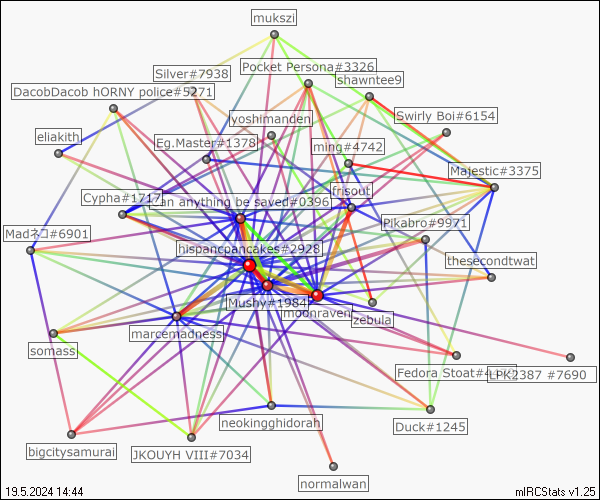 mukszi
Pocket Persona#3326
Silver#7938
shawntee9
DacobDacob hORNY police#5271
Swirly Boi#6154
yoshimanden
eliakith
Eg.Master#1378
ming#4742
Majestic#3375
frisout
Cypha#1717
an anything be saved#0396
Pikabro#9971
Madネコ#6901
hispancpancakes#2928
thesecondtwat
Mushy#1984
moonraven
zebula
marcemadness
somass
Fedora Stoat#
LPK2387 #7690
neokingghidorah
Duck#1245
bigcitysamurai
JKOUYH VIII#7034
normalwan
19.5.2024 14:44
mIRCStats v1.25